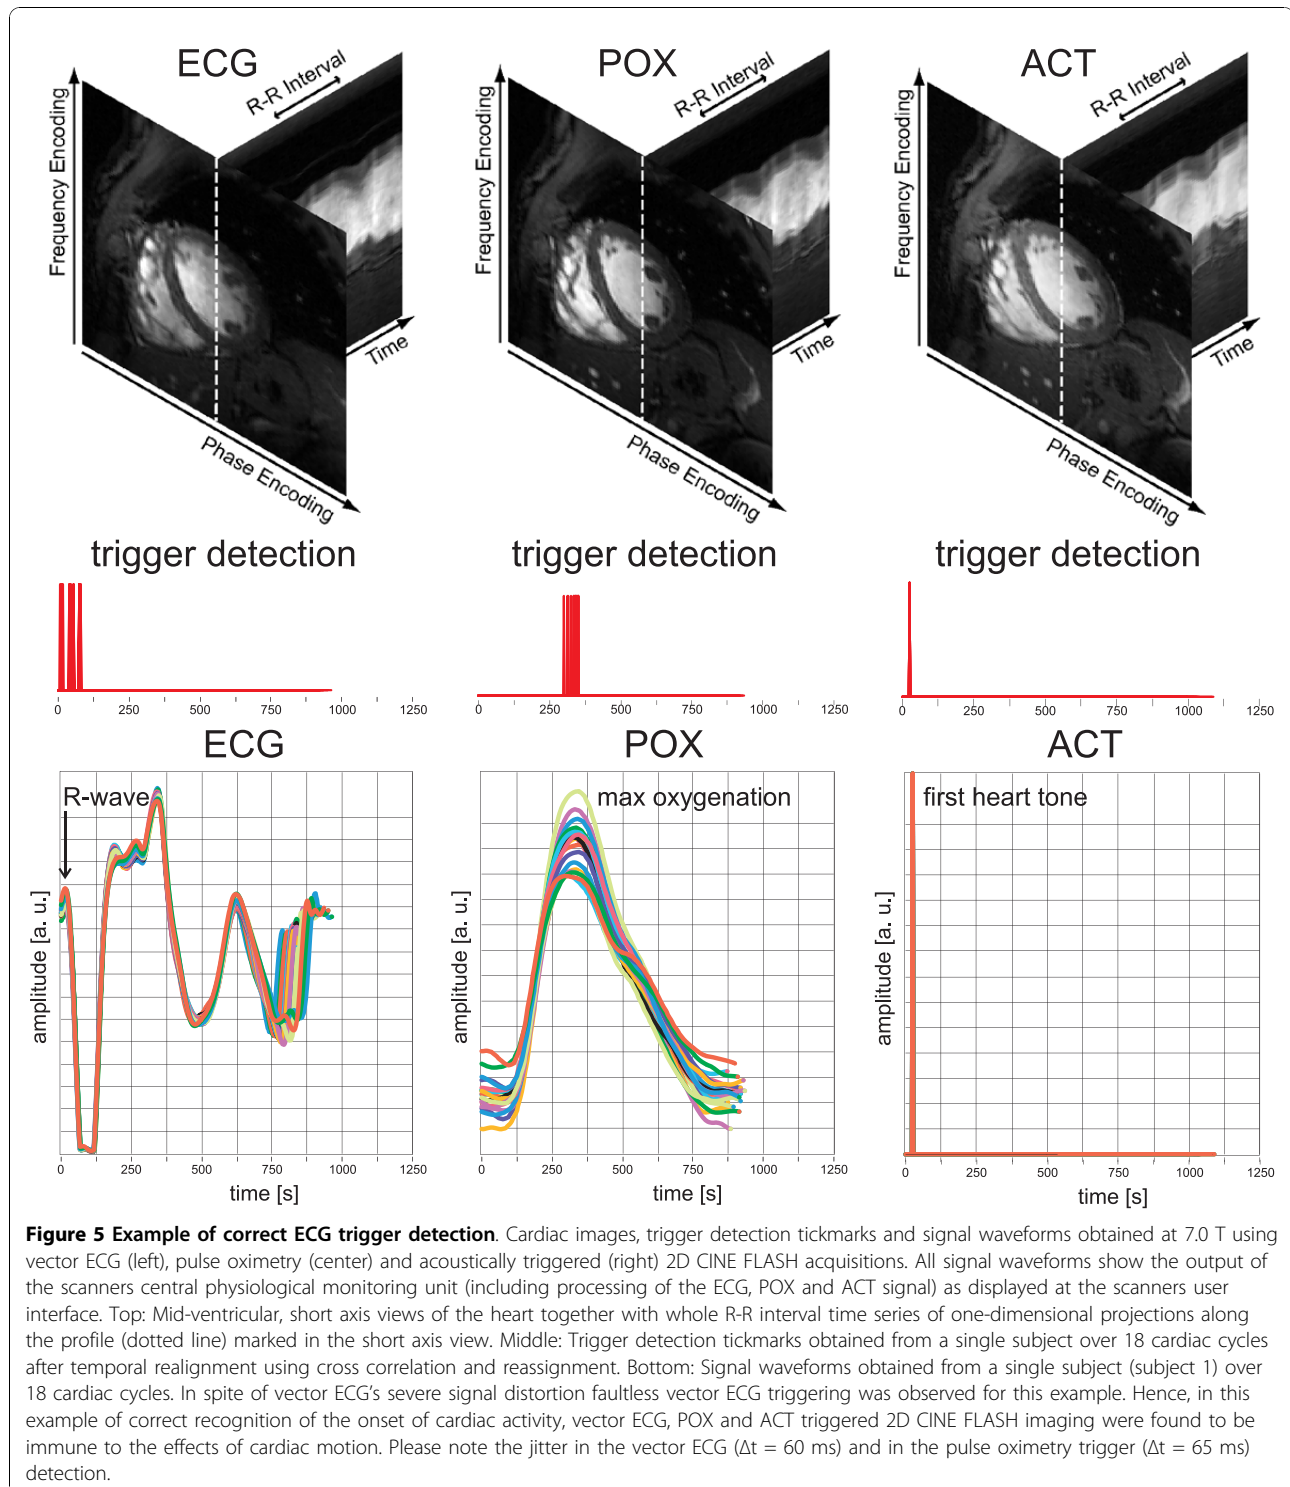 ECG
POX
ACT
R-R Interval
R-R Interval
R-R Interval
Frequency Encoding
Frequency Encoding
Frequency Encoding
Time
Time
Time
Phase Encoding
Phase Encoding
Phase Encoding
trigger detection
trigger detection
trigger detection
0 250 500 750 1000 1250
0 250 500 750 1000 1250
0 250 500 750 1000 1250
ECG
POX
ACT
R-wave
max oxygenation
first heart tone
amplitude [a. u.]
amplitude [a. u.]
amplitude [a. u.]
0 250 500 750 1000 1250
0 250 500 750 1000 1250
0 250 500 750 1000 1250
time [s]
time [s]
time [s]
Figure 5 Example of correct ECG trigger detection. Cardiac images, trigger detection tickmarks and signal waveforms obtained at 7.0 T using
vector ECG (left), pulse oximetry (center) and acoustically triggered (right) 2D CINE FLASH acquisitions. All signal waveforms show the output of
the scanners central physiological monitoring unit (including processing of the ECG, POX and ACT signal) as displayed at the scanners user
interface. Top: Mid-ventricular, short axis views of the heart together with whole R-R interval time series of one-dimensional projections along
the profile (dotted line) marked in the short axis view. Middle: Trigger detection tickmarks obtained from a single subject over 18 cardiac cycles
after temporal realignment using cross correlation and reassignment. Bottom: Signal waveforms obtained from a single subject (subject 1) over
18 cardiac cycles. In spite of vector ECG's severe signal distortion faultless vector ECG triggering was observed for this example. Hence, in this
example of correct recognition of the onset of cardiac activity, vector ECG, POX and ACT triggered 2D CINE FLASH imaging were found to be
immune to the effects of cardiac motion. Please note the jitter in the vector ECG (Δt = 60 ms) and in the pulse oximetry trigger (Δt = 65 ms)
detection.